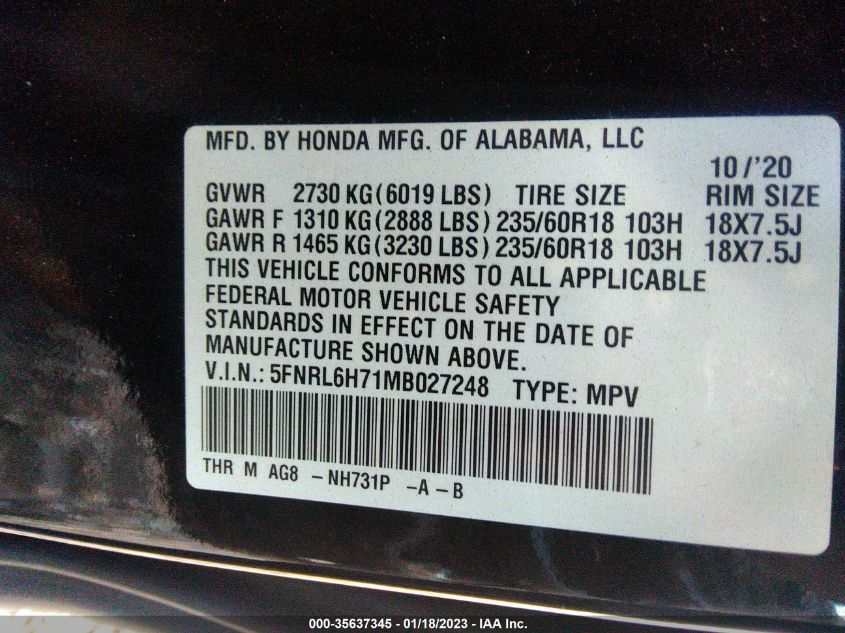 MFD. BY HONDA MFG. OF ALABAMA, LLC
10/'20
GVWR 2730 KG(6019 LBS) TIRE SIZE RIM SIZE
GAWR F 1310 KG(2888 LBS) 235/60R18 103H 18X7.5J
GAWR R 1465 KG(3230 LBS) 235/60R18 103H 18X7.5J
THIS VEHICLE CONFORMS TO ALL APPLICABLE
FEDERAL MOTOR VEHICLE SAFETY
STANDARDS IN EFFECT ON THE DATE OF
MANUFACTURE SHOWN ABOVE.
V.I.N.: 5FNRL6H71MB027248 TYPE: MPV
THR M AG8 - NH731P -A-B
000-35637345 - 01/18/2023 - IAA Inc.